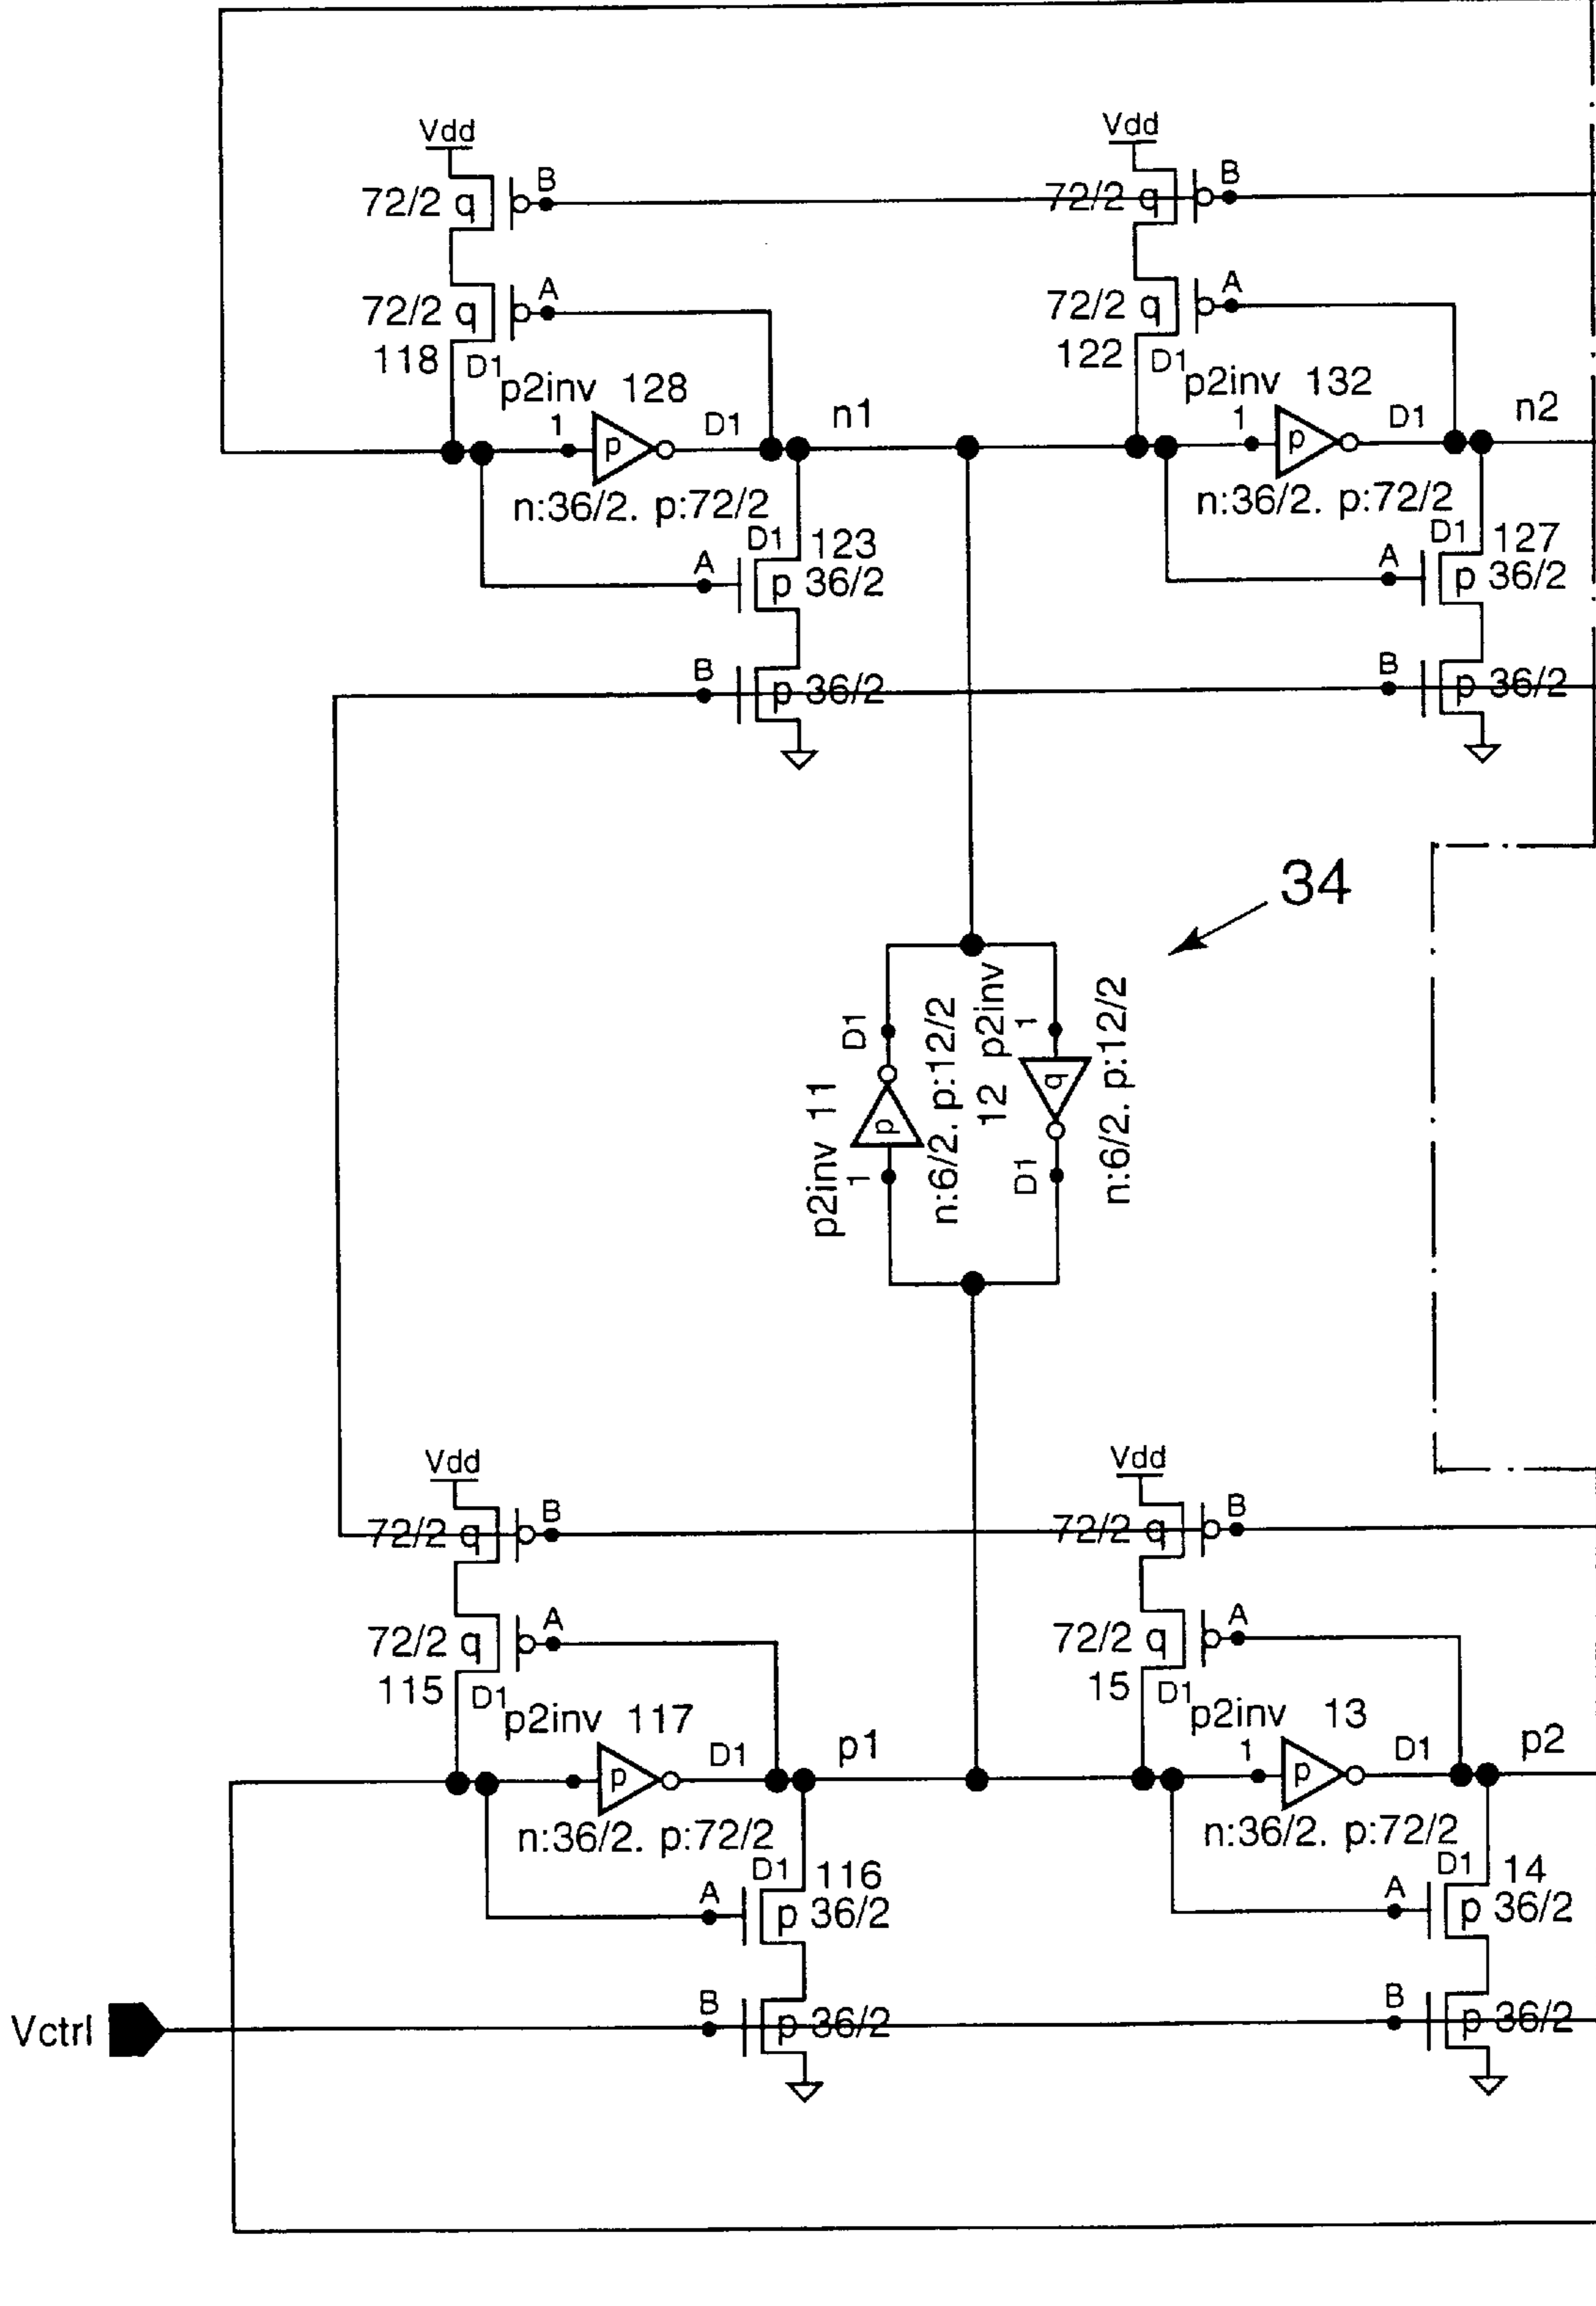 Vdd
Vdd
72/2 q B
72/2 q B
72/2 q A
72/2 q A
118 D1
122 D1
p2inv 128
p2inv 132
1 p D1 n1
1 p D1 n2
n:36/2. p:72/2
n:36/2. p:72/2
D1 123
D1 127
A p 36/2
A p 36/2
B p 36/2
B p 36/2
34
D1
p2inv 11
1
p
n:6/2. p:12/2
p2inv
12
1
q
D1
n:6/2. p:12/2
Vdd
Vdd
72/2 q B
72/2 q B
72/2 q A
72/2 q A
115 D1
15 D1
p2inv 117
p2inv 13
p D1 p1
1 p D1 p2
n:36/2. p:72/2
n:36/2. p:72/2
D1 116
D1 14
A p 36/2
A p 36/2
Vctrl
B p 36/2
B p 36/2